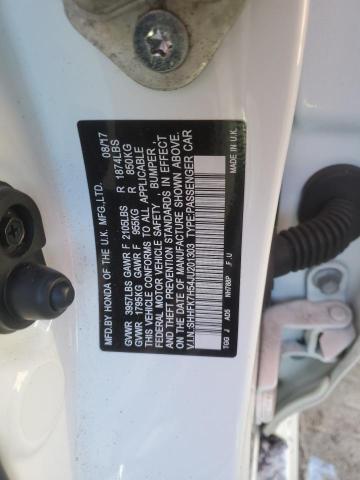 MFD.BY HONDA OF THE U.K. MFG.,LTD. 08/17
GVWR 3957LBS GAWR F 2105LBS R 1874LBS
GVWR 1795KG GAWR F 955KG R 850KG
THIS VEHICLE CONFORMS TO ALL APPLICABLE
FEDERAL MOTOR VEHICLE SAFETY, BUMPER,
AND THEFT PREVENTION STANDARDS IN EFFECT
ON THE DATE OF MANUFACTURE SHOWN ABOVE.
V.I.N.:SHHFK7H54JU201303 TYPE:PASSENGER CAR
TGG J AD5 NH788P F U MADE IN U.K.